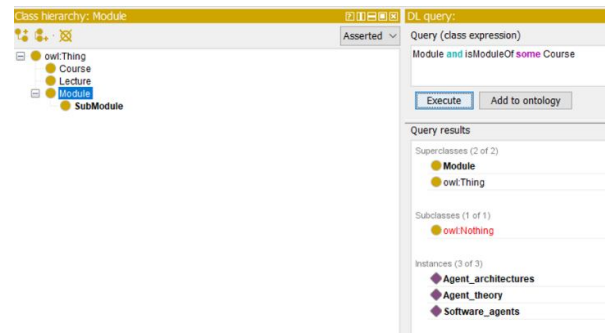 Class hierarchy: Module
Asserted
owl:Thing
Course
Lecture
Module
SubModule
DL query:
Query (class expression)
Module and isModuleOf some Course
Execute
Add to ontology
Query results
Superclasses (2 of 2)
Module
owl:Thing
Subclasses (1 of 1)
owl:Nothing
Instances (3 of 3)
Agent_architectures
Agent_theory
Software_agents